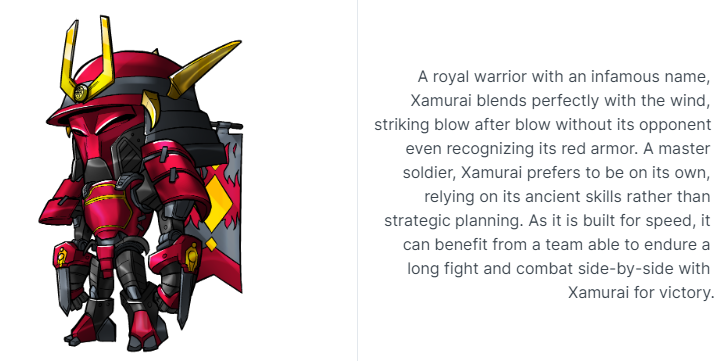 A royal warrior with an infamous name,
Xamurai blends perfectly with the wind,
striking blow after blow without its opponent
even recognizing its red armor. A master
soldier, Xamurai prefers to be on its own,
relying on its ancient skills rather than
strategic planning. As it is built for speed, it
can benefit from a team able to endure a
long fight and combat side-by-side with
Xamurai for victory.